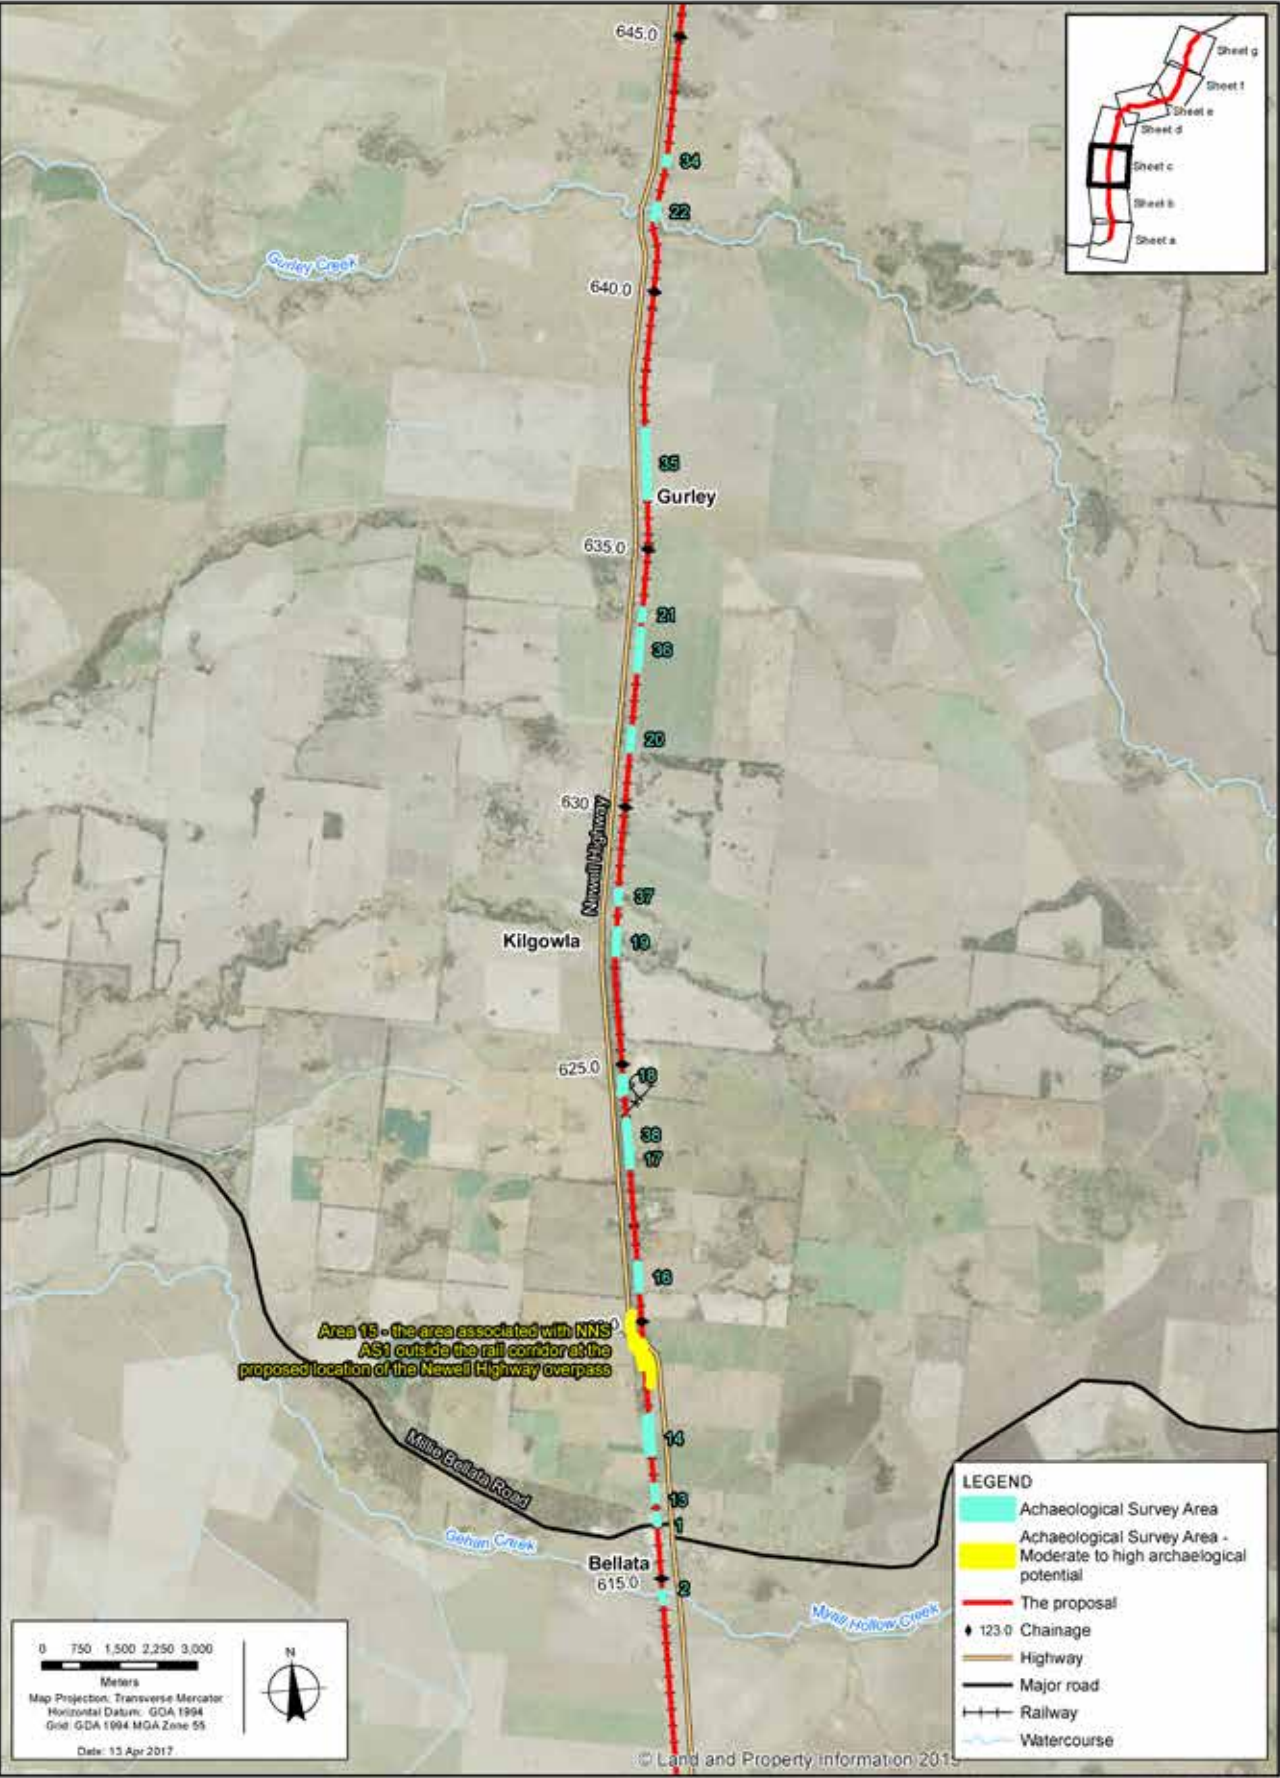 645.0
Sheet g
Sheet f
Sheet e
Sheet d
Sheet c
Sheet b
Sheet a
34
22
Gurley Creek
640.0
35
Gurley
635.0
21
36
20
630
Newell Highway
37
Kilgowla
19
625.0
18
38
17
16
Area 15 - the area associated with NNS
AS1 outside the rail corridor at the
proposed location of the Newell Highway overpass
14
Millie Bellata Road
13
1
Gehan Creek
Bellata
615.0
2
Myall Hollow Creek
LEGEND
Achaeological Survey Area
Achaeological Survey Area -
Moderate to high archaelogical
potential
The proposal
123.0 Chainage
Highway
Major road
Railway
Watercourse
0 750 1,500 2,250 3,000
Meters
Map Projection: Transverse Mercator
Horizontal Datum: GDA 1994
Grid: GDA 1994 MGA Zone 55
Date: 13 Apr 2017
N
© Land and Property Information